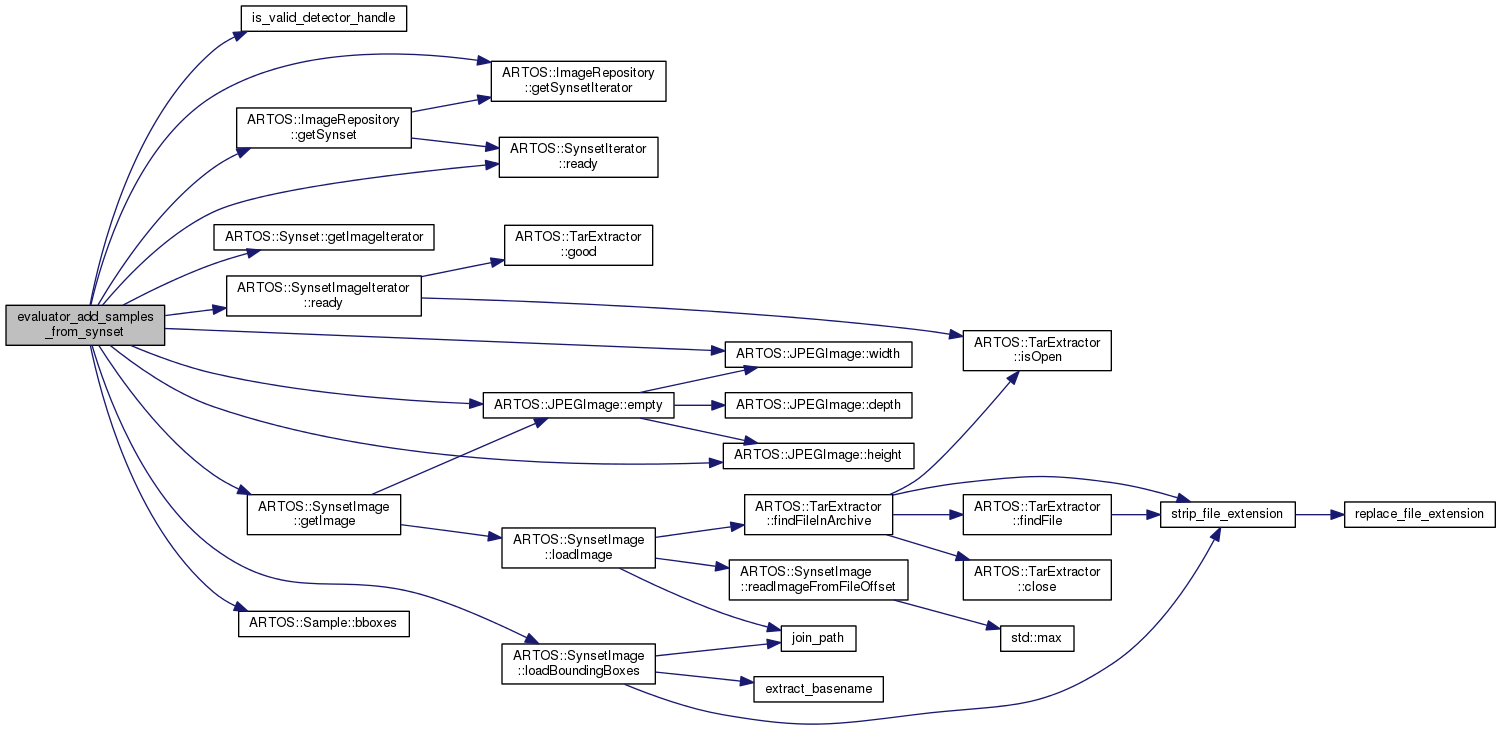 is_valid_detector_handle
ARTOS::ImageRepository
::getSynsetIterator
ARTOS::ImageRepository
::getSynset
ARTOS::SynsetIterator
::ready
ARTOS::Synset::getImageIterator
ARTOS::TarExtractor
::good
ARTOS::SynsetImageIterator
::ready
evaluator_add_samples
_from_synset
ARTOS::JPEGImage::width
ARTOS::TarExtractor
::isOpen
ARTOS::JPEGImage::empty
ARTOS::JPEGImage::depth
ARTOS::JPEGImage::height
ARTOS::SynsetImage
::getImage
ARTOS::TarExtractor
::findFileInArchive
ARTOS::TarExtractor
::findFile
strip_file_extension
replace_file_extension
ARTOS::SynsetImage
::loadImage
ARTOS::SynsetImage
::readImageFromFileOffset
ARTOS::TarExtractor
::close
ARTOS::Sample::bboxes
join_path
std::max
ARTOS::SynsetImage
::loadBoundingBoxes
extract_basename